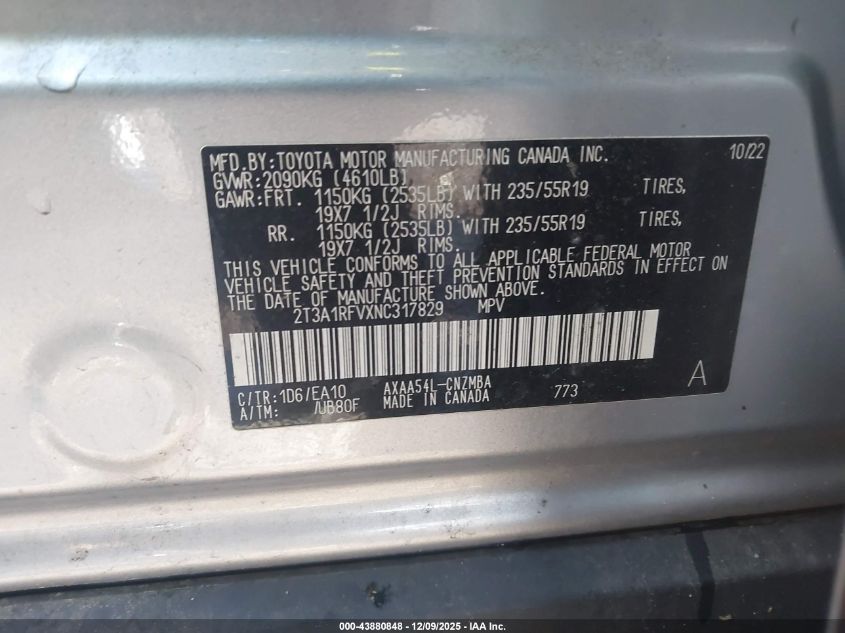 MFD.BY:TOYOTA MOTOR MANUFACTURING CANADA INC. 10/22
GVWR:2090KG (4610LB)
GAWR:FRT. 1150KG (2535LB) WITH 235/55R19 TIRES,
19X7 1/2J RIMS.
RR. 1150KG (2535LB) WITH 235/55R19 TIRES,
19X7 1/2J RIMS.
THIS VEHICLE CONFORMS TO ALL APPLICABLE FEDERAL MOTOR
VEHICLE SAFETY AND THEFT PREVENTION STANDARDS IN EFFECT ON
THE DATE OF MANUFACTURE SHOWN ABOVE.
2T3A1RFVXNC317829 MPV
C/TR:1D6/EA10 AXAA54L-CNZMBA 773 A
A/TM: /UB80F MADE IN CANADA
000-43880848 | 12/09/2025 | IAA Inc.